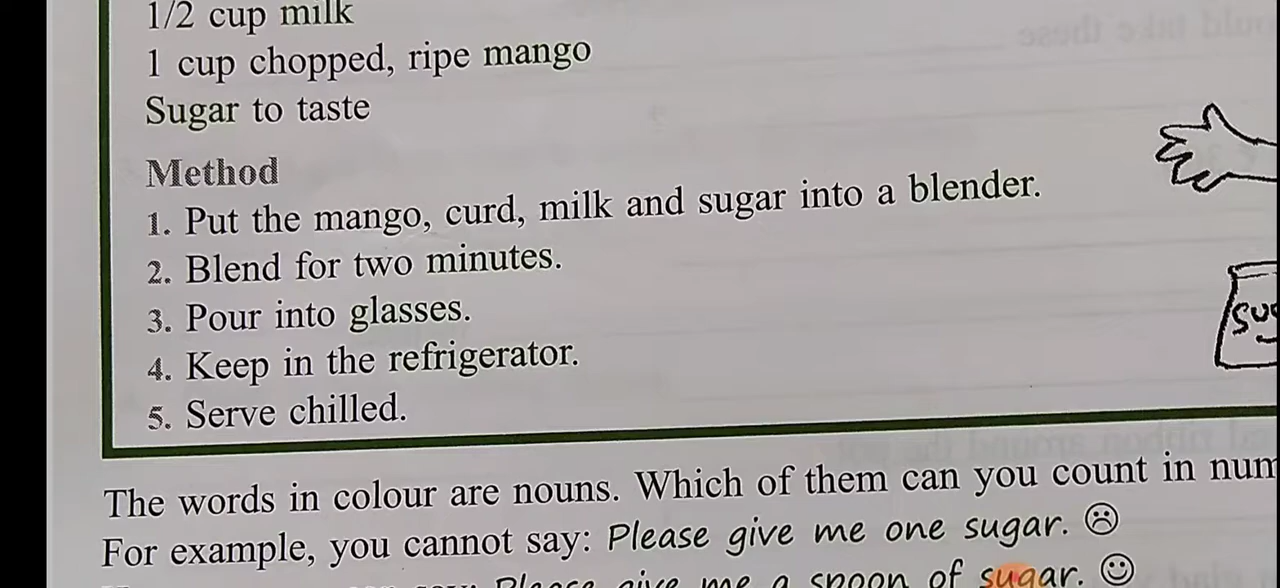 1/2 cup milk
1 cup chopped, ripe mango
Sugar to taste
Method
1. Put the mango, curd, milk and sugar into a blender.
2. Blend for two minutes.
3. Pour into glasses.
4. Keep in the refrigerator.
5. Serve chilled.
The words in colour are nouns. Which of them can you count in num
For example, you cannot say: Please give me one sugar. ☹
Please give me a spoon of sugar. ☺